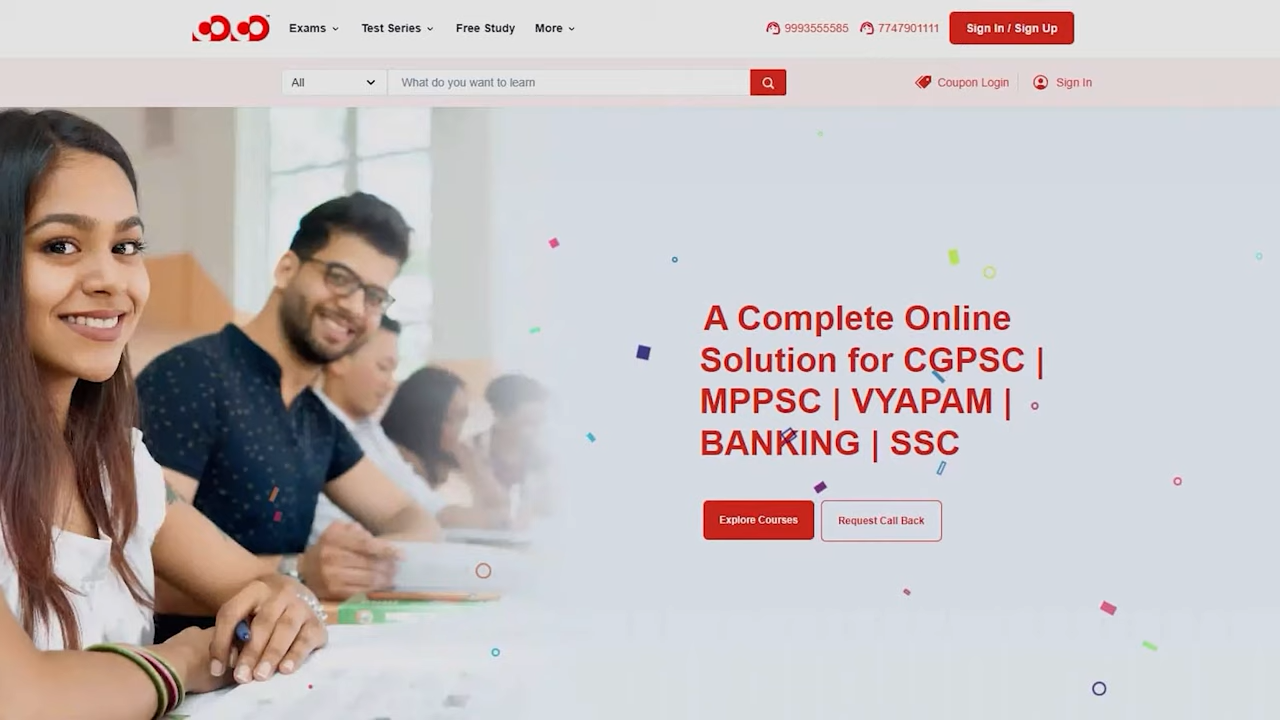 Exams
Test Series
Free Study
More
9993555585
7747901111
Sign In / Sign Up
All
What do you want to learn
Coupon Login
Sign In
A Complete Online
Solution for CGPSC |
MPPSC | VYAPAM |
BANKING | SSC
Explore Courses
Request Call Back